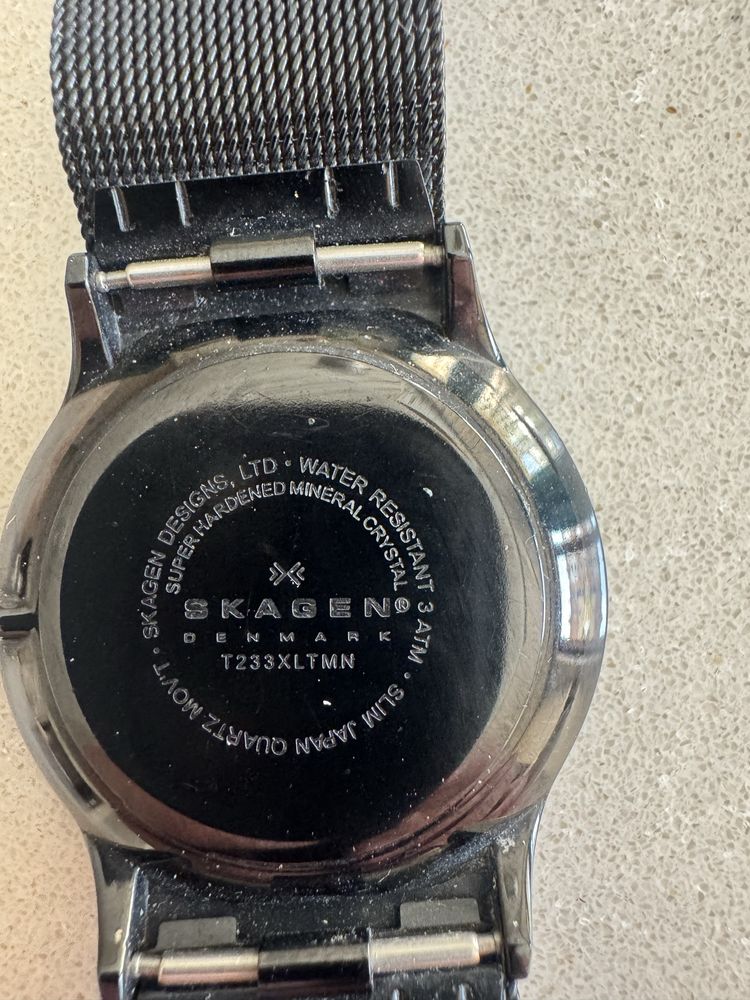 SKAGEN DESIGNS, LTD • WATER RESISTANT 3 ATM • SLIM JAPAN QUARTZ MOV'T •
SUPER HARDENED MINERAL CRYSTAL
SKAGEN®
DENMARK
T233XLTMN